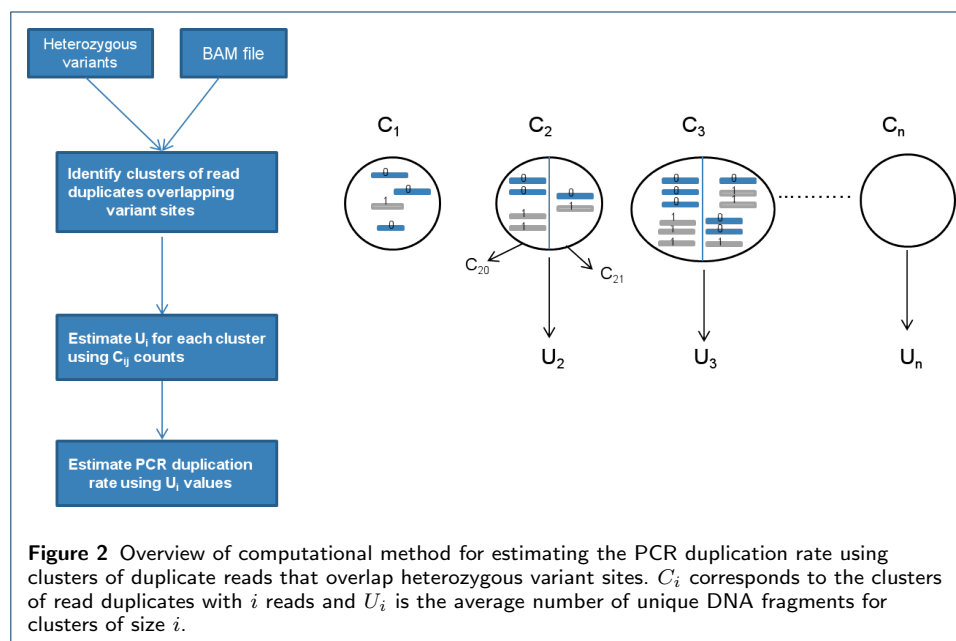 Heterozygous
variants
BAM file
Identify clusters of read
duplicates overlapping
variant sites
Estimate Ui for each cluster
using Cij counts
Estimate PCR duplication
rate using Ui values
C1
C2
C3
Cn
0
0
1
0
0
0
1
1
0
1
0
0
0
1
1
1
0
1
1
0
0
1
..........
C20
C21
U2
U3
Un
Figure 2 Overview of computational method for estimating the PCR duplication rate using
clusters of duplicate reads that overlap heterozygous variant sites. Ci corresponds to the clusters
of read duplicates with i reads and Ui is the average number of unique DNA fragments for
clusters of size i.